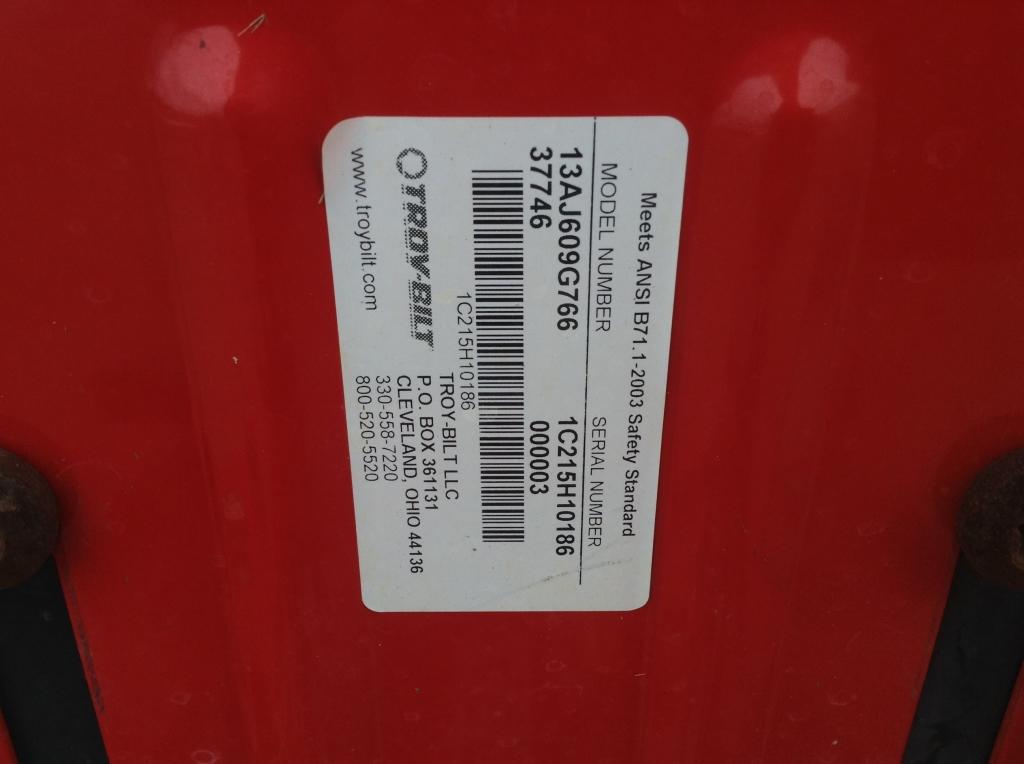 Meets ANSI B71.1-2003 Safety Standard
MODEL NUMBER SERIAL NUMBER
13AJ609G766 1C215H10186
37746 000003
1C215H10186
TROY-BILT
www.troybilt.com
TROY-BILT LLC
P.O. BOX 361131
CLEVELAND, OHIO 44136
330-558-7220
800-520-5520